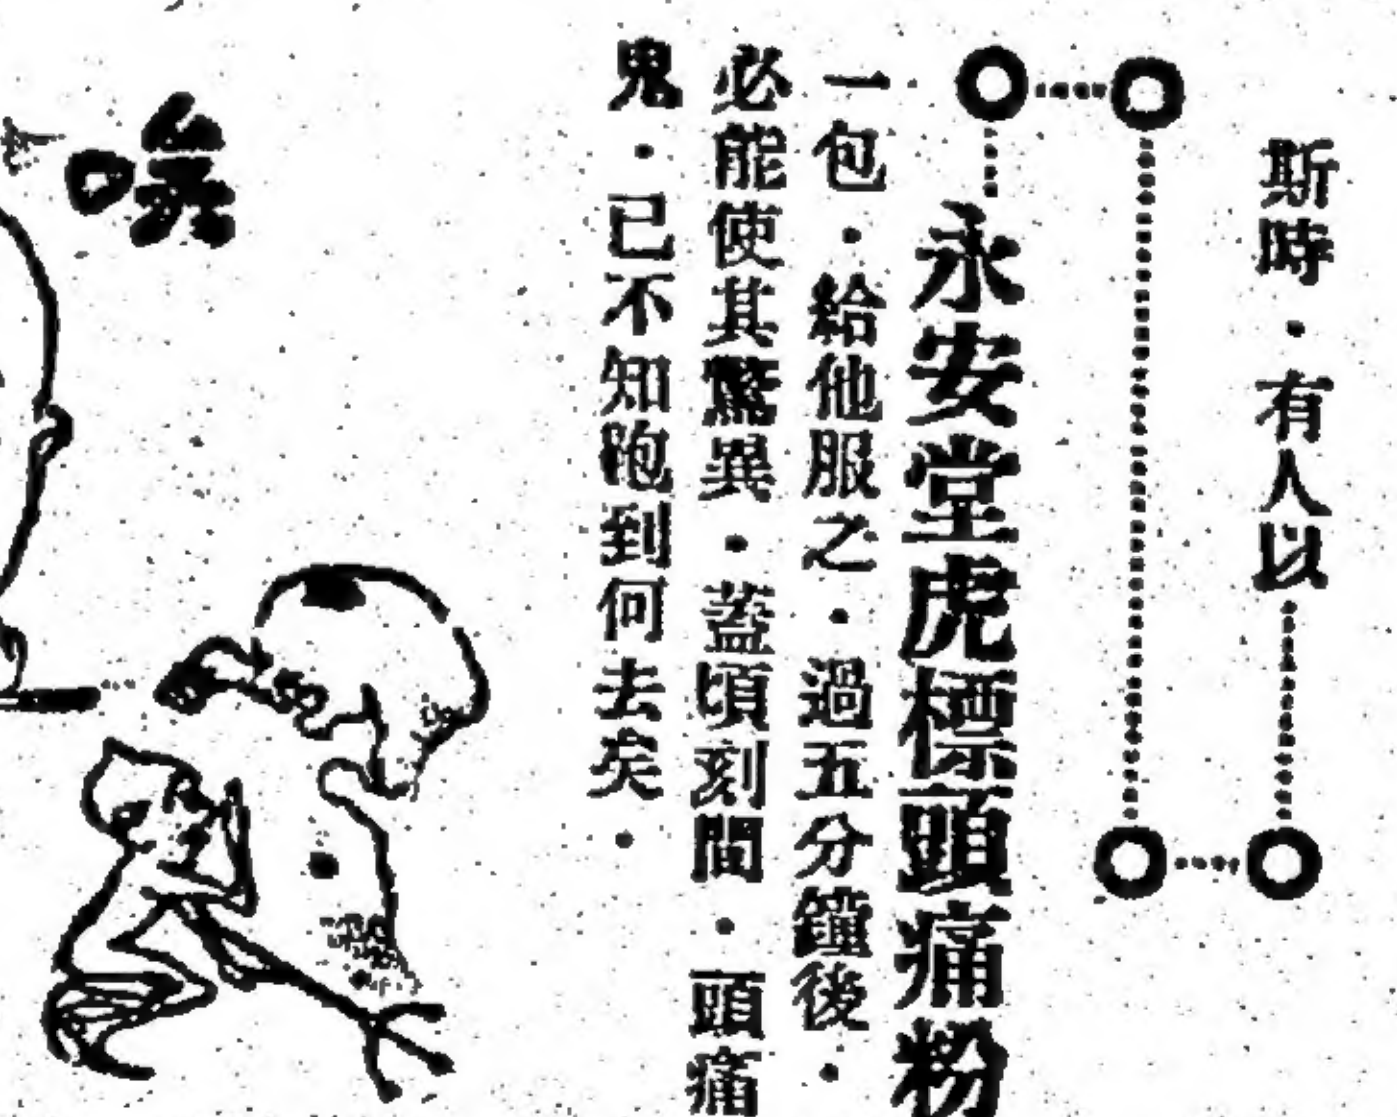 斯時・有人以
永安堂虎標頭痛粉
一包・給他服之・過五分鐘後・
必能使其驚異・蓋頃刻間・頭痛
鬼・已不知跑到何去矣・
唉